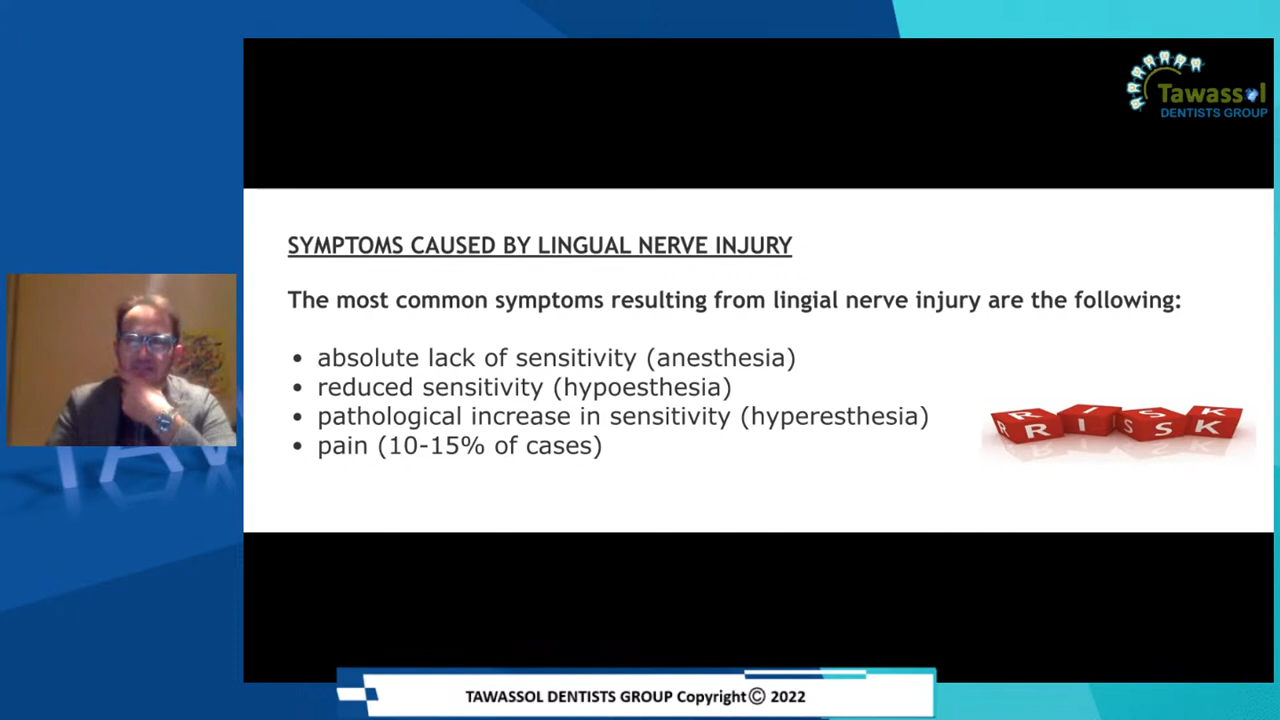 Tawassol
DENTISTS GROUP
SYMPTOMS CAUSED BY LINGUAL NERVE INJURY
The most common symptoms resulting from lingial nerve injury are the following:
• absolute lack of sensitivity (anesthesia)
• reduced sensitivity (hypoesthesia)
• pathological increase in sensitivity (hyperesthesia)
• pain (10-15% of cases)
R I S K
R I S S K
TAWASSOL DENTISTS GROUP Copyright© 2022